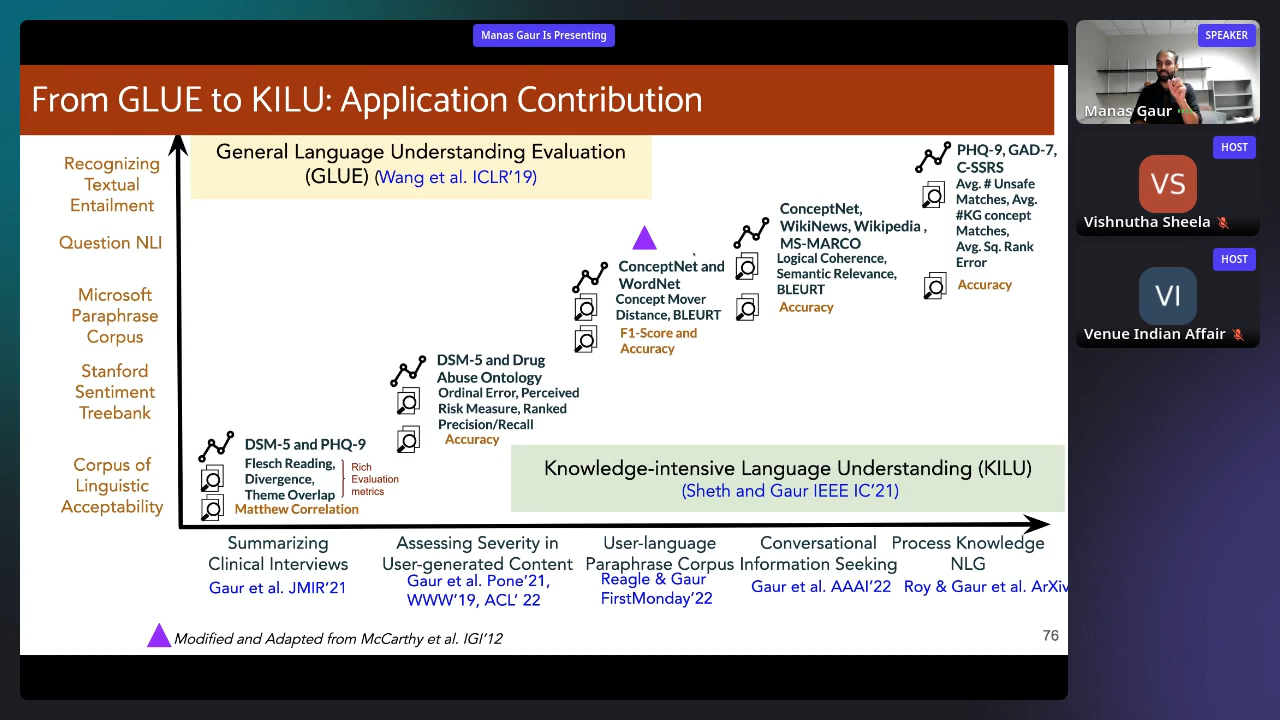 Manas Gaur Is Presenting
From GLUE to KILU: Application Contribution
General Language Understanding Evaluation
(GLUE) (Wang et al. ICLR'19)
Recognizing
Textual
Entailment
Question NLI
Microsoft
Paraphrase
Corpus
Stanford
Sentiment
Treebank
Corpus of
Linguistic
Acceptability
DSM-5 and PHQ-9
Flesch Reading,
Divergence,
Theme Overlap
Rich
Evaluation
metrics
Matthew Correlation
DSM-5 and Drug
Abuse Ontology
Ordinal Error, Perceived
Risk Measure, Ranked
Precision/Recall
Accuracy
ConceptNet and
WordNet
Concept Mover
Distance, BLEURT
F1-Score and
Accuracy
ConceptNet,
WikiNews, Wikipedia ,
MS-MARCO
Logical Coherence,
Semantic Relevance,
BLEURT
Accuracy
PHQ-9, GAD-7,
C-SSRS
Avg. # Unsafe
Matches, Avg.
#KG concept
Matches,
Avg. Sq. Rank
Error
Accuracy
Knowledge-intensive Language Understanding (KILU)
(Sheth and Gaur IEEE IC'21)
Summarizing
Clinical Interviews
Gaur et al. JMIR'21
Assessing Severity in
User-generated Content
Gaur et al. Pone'21,
WWW'19, ACL' 22
User-language
Paraphrase Corpus
Reagle & Gaur
FirstMonday'22
Conversational
Information Seeking
Gaur et al. AAAI'22
Process Knowledge
NLG
Roy & Gaur et al. ArXiv
Modified and Adapted from McCarthy et al. IGI'12
76
SPEAKER
Manas Gaur
HOST
VS
Vishnutha Sheela
HOST
VI
Venue Indian Affair